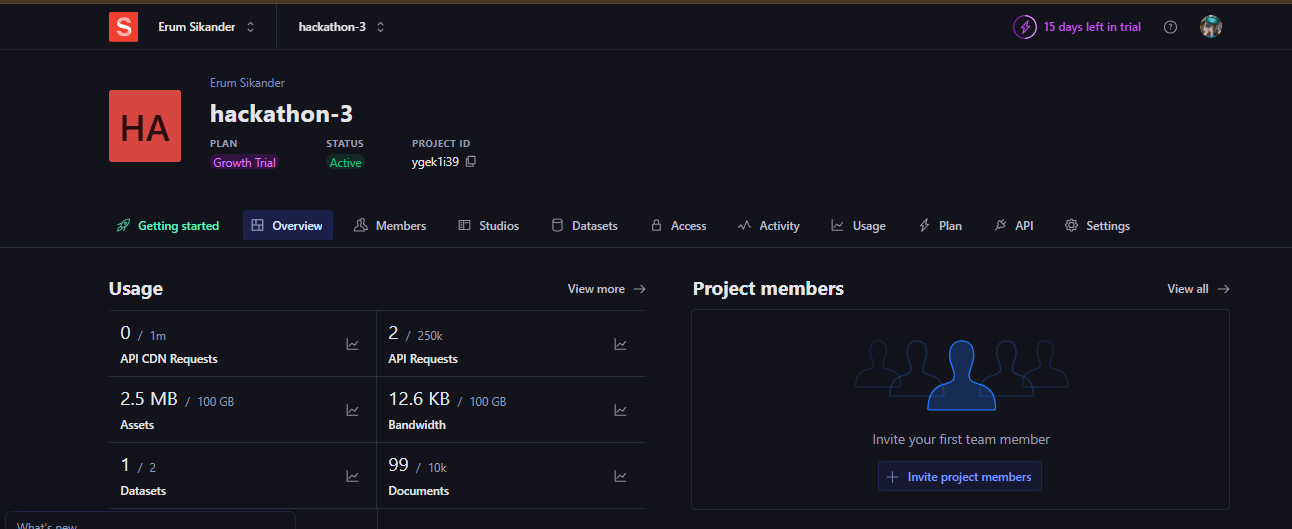 S Erum Sikander hackathon-3 15 days left in trial ?
Erum Sikander
HA
hackathon-3
PLAN STATUS PROJECT ID
Growth Trial Active ygek1i39
Getting started Overview Members Studios Datasets Access Activity Usage Plan API Settings
Usage View more →
0 / 1m
API CDN Requests
2 / 250k
API Requests
2.5 MB / 100 GB
Assets
12.6 KB / 100 GB
Bandwidth
1 / 2
Datasets
99 / 10k
Documents
Project members View all →
Invite your first team member
+ Invite project members
What's new